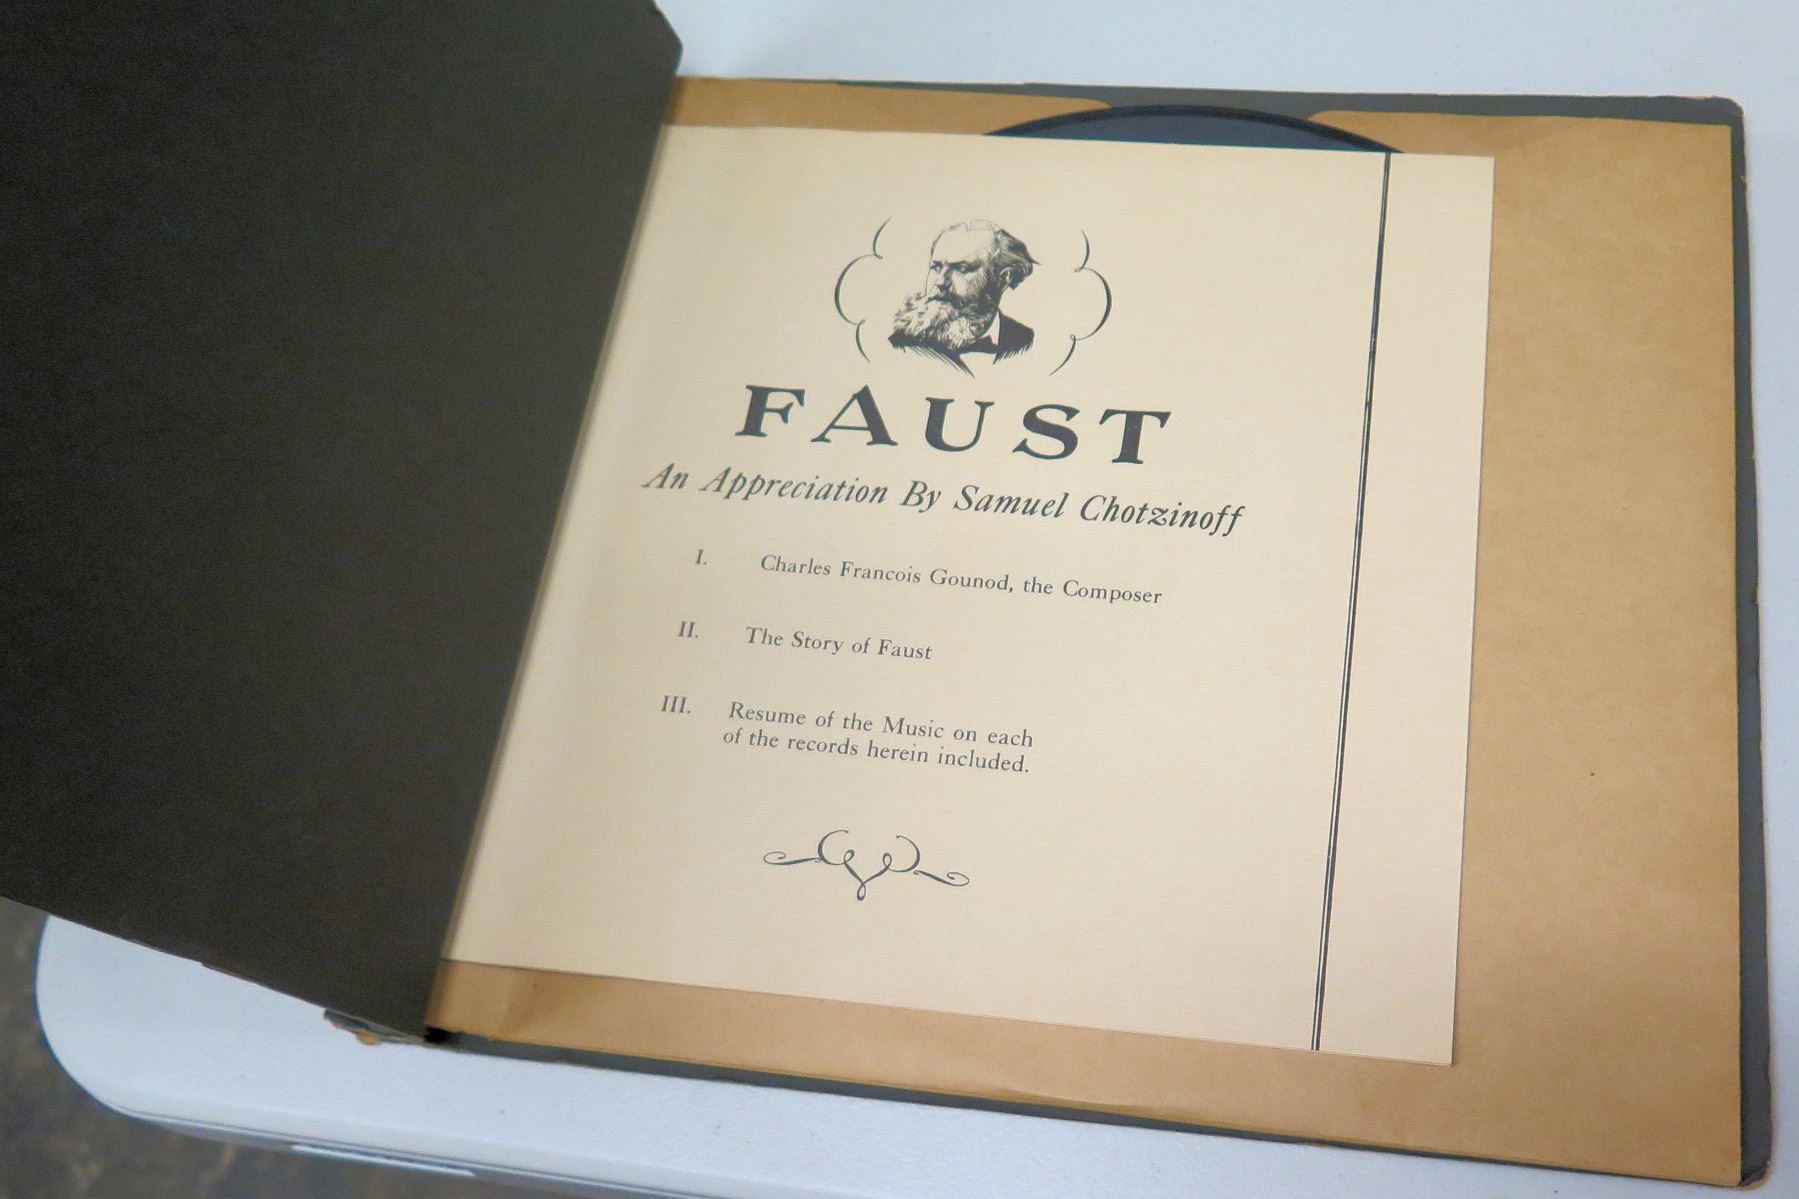 FAUST
An Appreciation By Samuel Chotzinoff
I. Charles Francois Gounod, the Composer
II. The Story of Faust
III. Resume of the Music on each
of the records herein included.